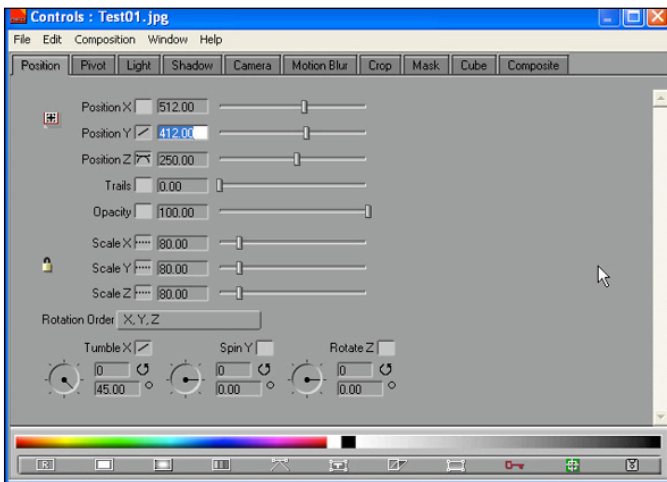 Controls : Test01.jpg
File Edit Composition Window Help
Position Pivot Light Shadow Camera Motion Blur Crop Mask Cube Composite
Position X 512.00
Position Y 412.00
Position Z 250.00
Trails 0.00
Opacity 100.00
Scale X 80.00
Scale Y 80.00
Scale Z 80.00
Rotation Order X, Y, Z
Tumble X Spin Y Rotate Z
0 0 0
45.00 ° 0.00 ° 0.00 °
R T